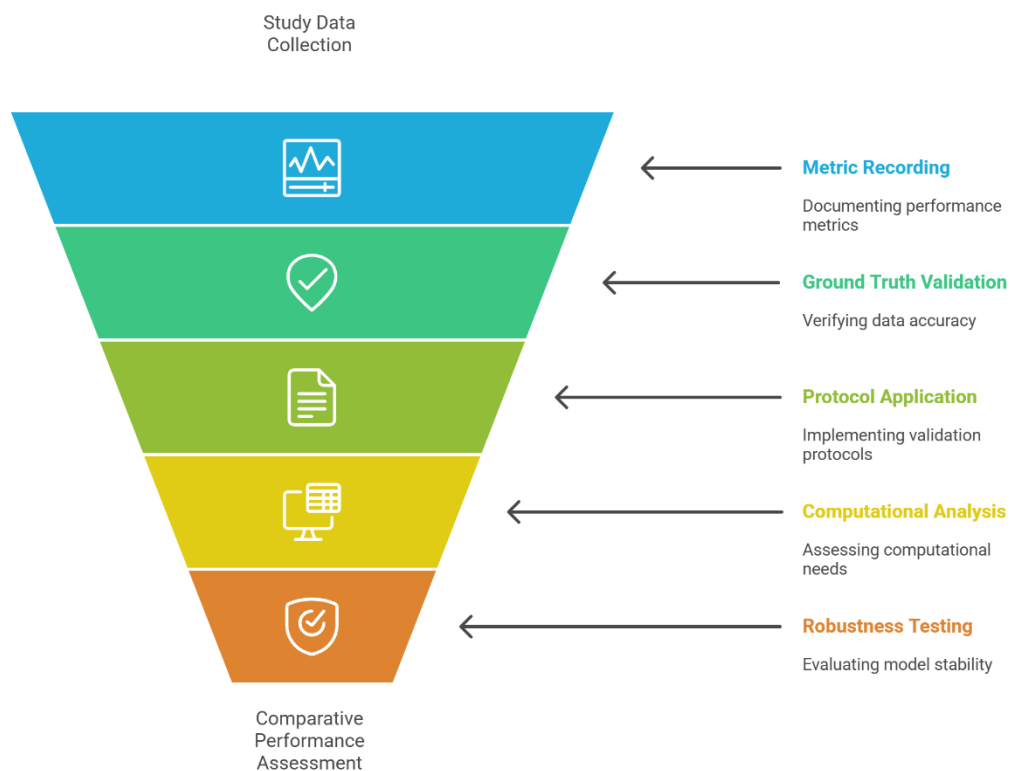 Study Data
Collection
Metric Recording
Documenting performance
metrics
Ground Truth Validation
Verifying data accuracy
Protocol Application
Implementing validation
protocols
Computational Analysis
Assessing computational
needs
Robustness Testing
Evaluating model stability
Comparative
Performance
Assessment